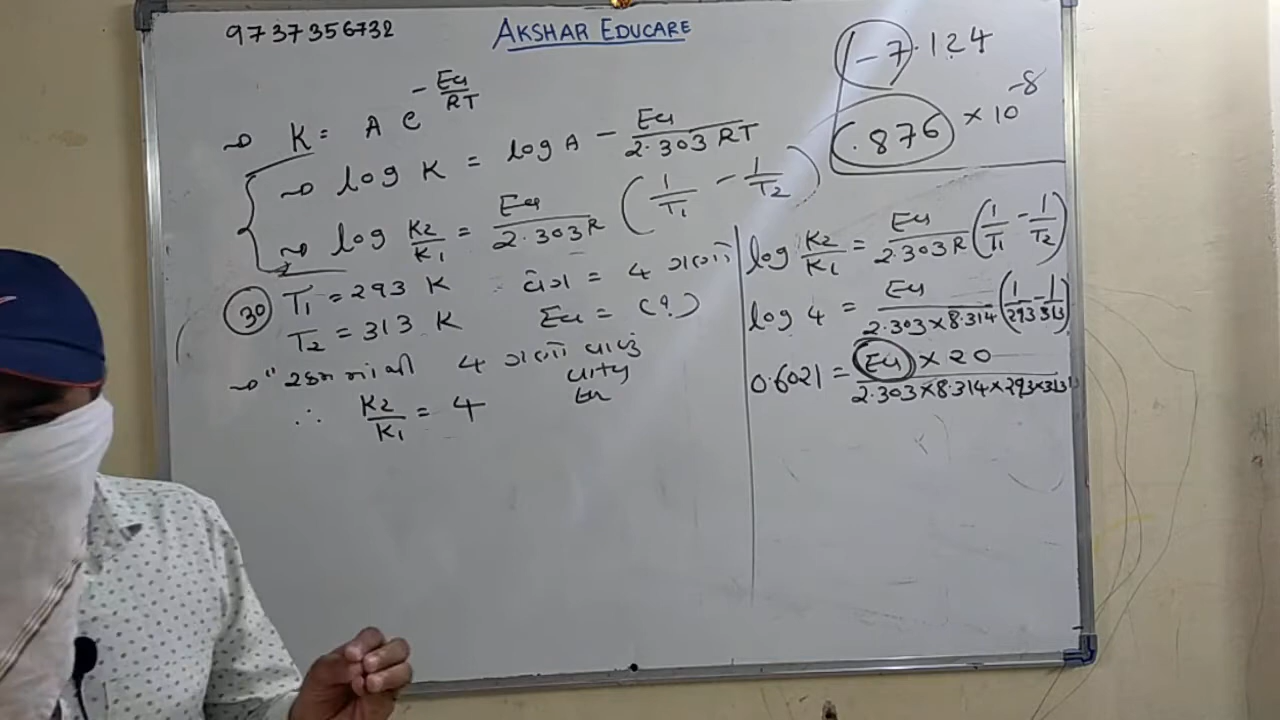 9737356732
AKSHAR EDUCARE
K = A e^{-Ea/RT}
log K = log A - Ea/2.303 RT
log K2/K1 = Ea/2.303 R (1/T1 - 1/T2)
30 T1 = 293 K વેગ = 4 ગણો
T2 = 313 K Ea = (?)
4 ગણો
∴ K2/K1 = 4
-7.124
.876 × 10^{-8}
log K2/K1 = Ea/2.303 R (1/T1 - 1/T2)
log 4 = Ea/2.303×8.314 (1/293 - 1/313)
0.6021 = Ea × 20/2.303×8.314×293×313